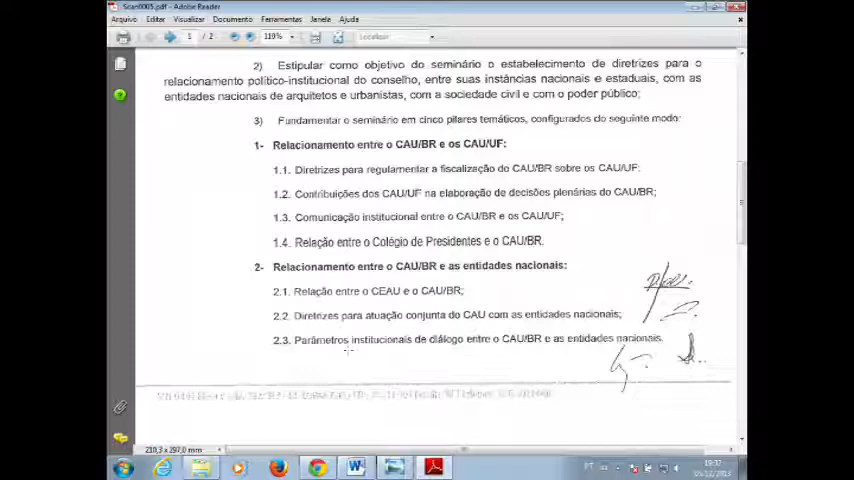 Scan0005.pdf - Adobe Reader
Arquivo Editar Visualizar Documento Ferramentas Janela Ajuda
1 / 2 119% Localizar
2) Estipular como objetivo do seminário o estabelecimento de diretrizes para o
relacionamento político-institucional do conselho, entre suas instâncias nacionais e estaduais, com as
entidades nacionais de arquitetos e urbanistas, com a sociedade civil e com o poder público;
3) Fundamentar o seminário em cinco pilares temáticos, configurados do seguinte modo:
1- Relacionamento entre o CAU/BR e os CAU/UF:
1.1. Diretrizes para regulamentar a fiscalização do CAU/BR sobre os CAU/UF;
1.2. Contribuições dos CAU/UF na elaboração de decisões plenárias do CAU/BR;
1.3. Comunicação institucional entre o CAU/BR e os CAU/UF;
1.4. Relação entre o Colégio de Presidentes e o CAU/BR.
2- Relacionamento entre o CAU/BR e as entidades nacionais:
2.1. Relação entre o CEAU e o CAU/BR;
2.2. Diretrizes para atuação conjunta do CAU com as entidades nacionais;
2.3. Parâmetros institucionais de diálogo entre o CAU/BR e as entidades nacionais.
210,3 x 297,0 mm
PT
19:32
05/12/2013